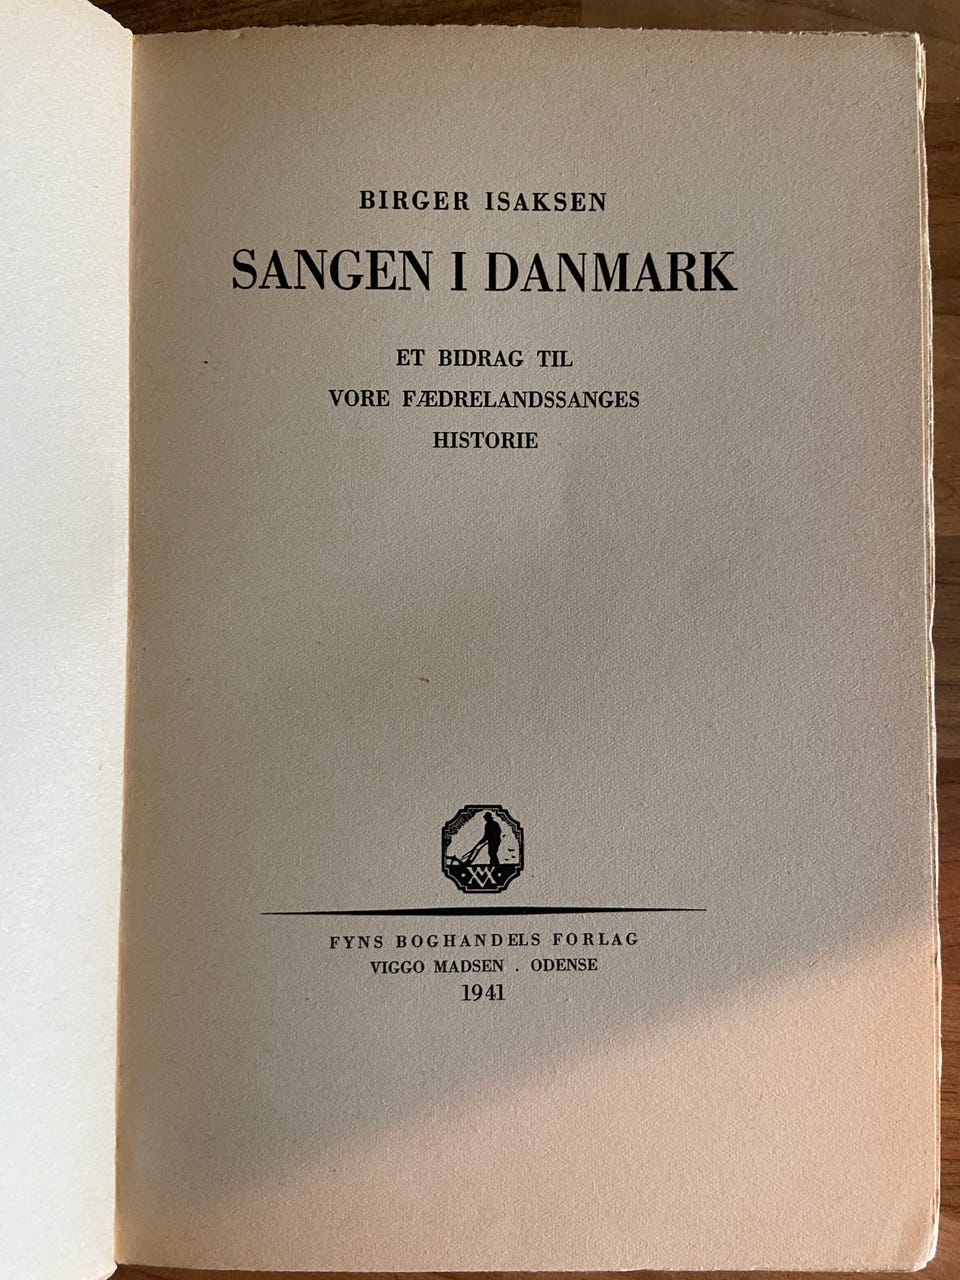 BIRGER ISAKSEN
SANGEN I DANMARK
ET BIDRAG TIL
VORE FÆDRELANDSSANGES
HISTORIE
FYNS BOGHANDELS FORLAG
VIGGO MADSEN . ODENSE
1941